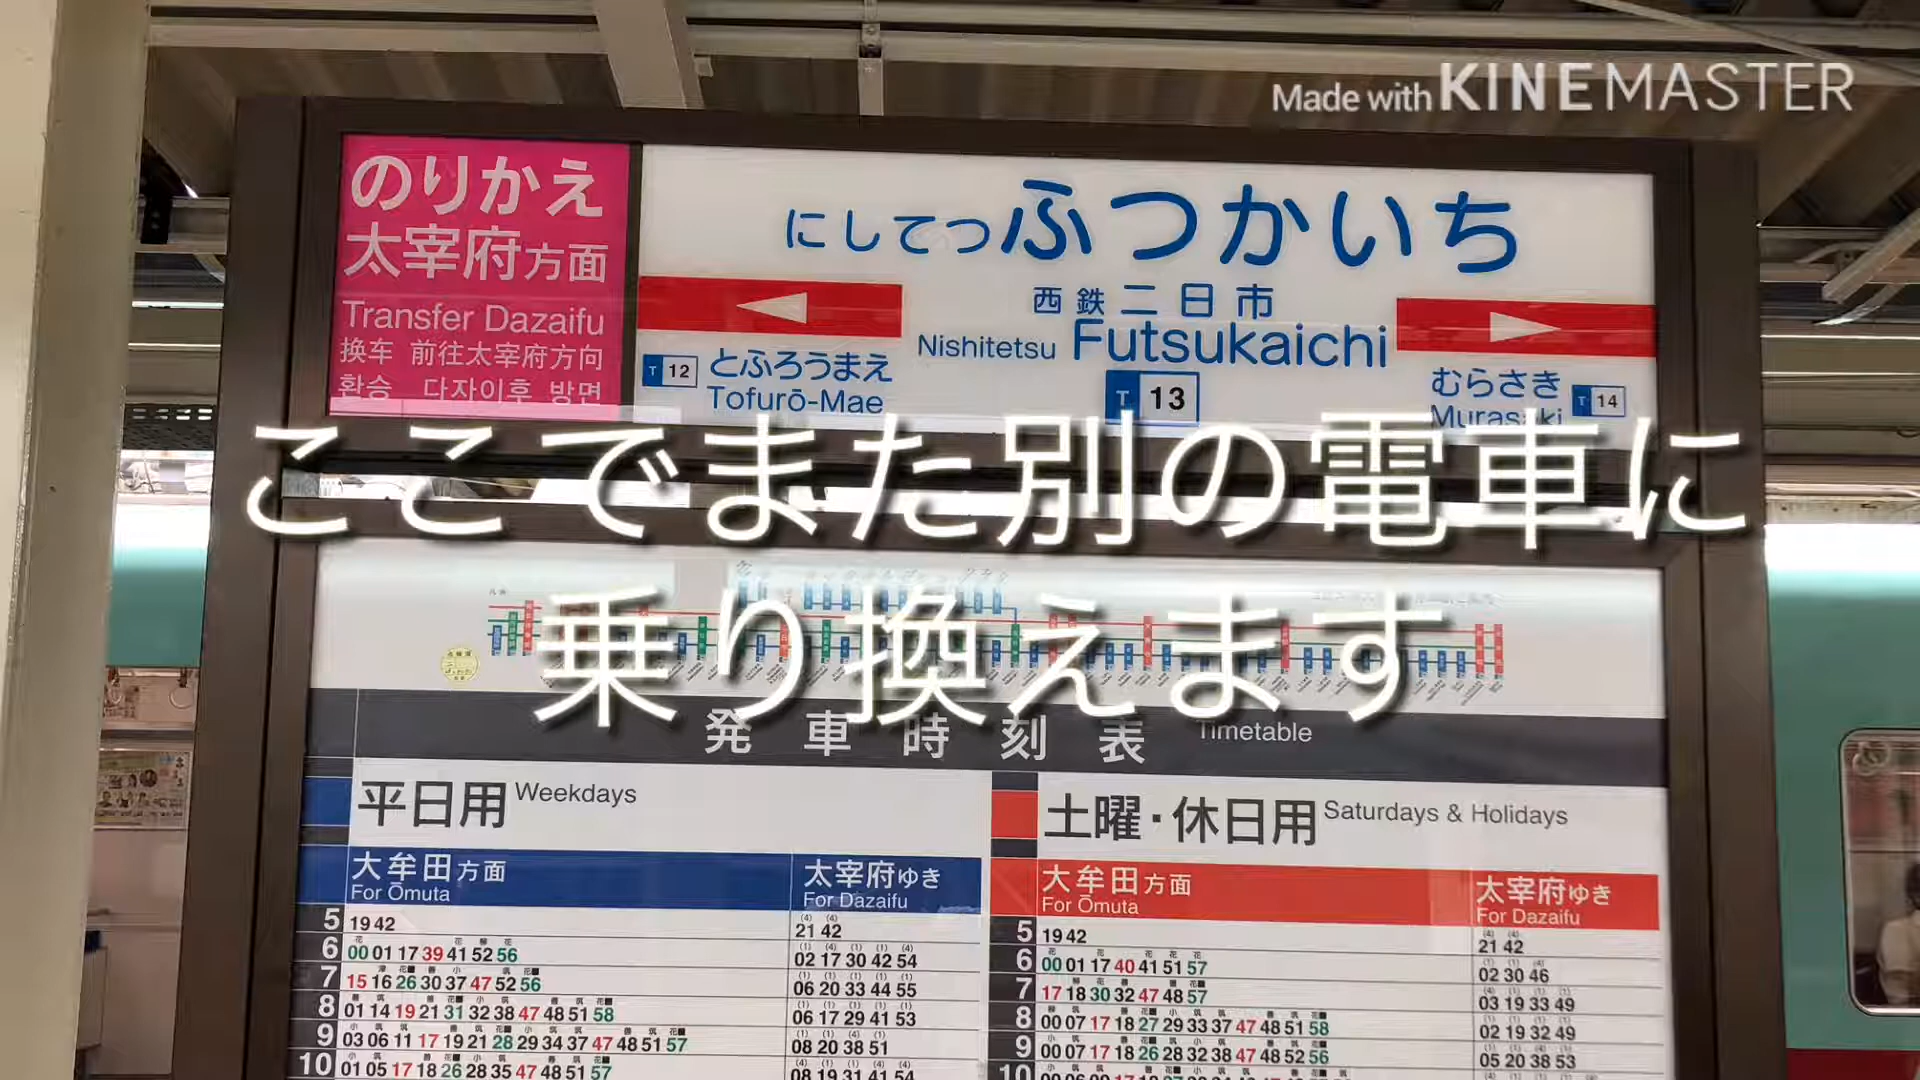 Made with KINEMASTER
のりかえ
太宰府方面
Transfer Dazaifu
换车 前往太宰府方向
환승 다자이후 방면
にしてつふつかいち
西鉄二日市
Nishitetsu Futsukaichi
T 13
T 12 とふろうまえ
Tofurō-Mae
むらさき T 14
Murasaki
ここでまた別の電車に
乗り換えます
発車時刻表 Timetable
平日用 Weekdays
大牟田方面
For Ōmuta
太宰府ゆき
For Dazaifu
5 19 42
21 42
6 00 01 17 39 41 52 56
02 17 30 42 54
7 15 16 26 30 37 47 52 56
06 20 33 44 55
8 01 14 19 21 31 32 38 47 48 51 58
06 17 29 41 53
9 03 06 11 17 19 21 28 29 34 37 47 48 51 57
08 20 38 51
10 01 05 17 18 26 28 35 47 48 51 57
08 19 31 41 54
土曜・休日用 Saturdays & Holidays
大牟田方面
For Ōmuta
太宰府ゆき
For Dazaifu
5 19 42
21 42
6 00 01 17 40 41 51 57
02 30 46
7 17 18 30 32 47 48 57
03 19 33 49
8 00 07 17 18 27 29 33 37 47 48 51 58
02 19 32 49
9 00 07 17 18 26 28 32 38 47 48 52 56
05 20 38 53
10